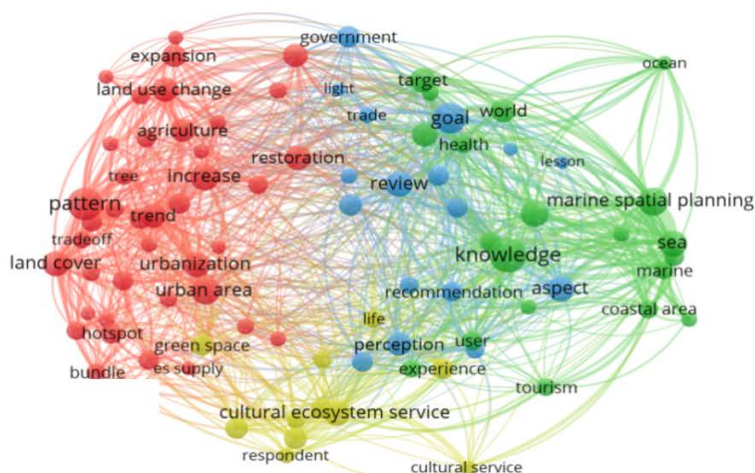 government
expansion
ocean
land use change
light
target
trade
goal
world
agriculture
health
restoration
lesson
tree
increase
review
pattern
marine spatial planning
trend
tradeoff
sea
land cover
urbanization
knowledge
marine
urban area
recommendation
aspect
coastal area
life
hotspot
green space
perception
user
es supply
experience
bundle
tourism
cultural ecosystem service
respondent
cultural service